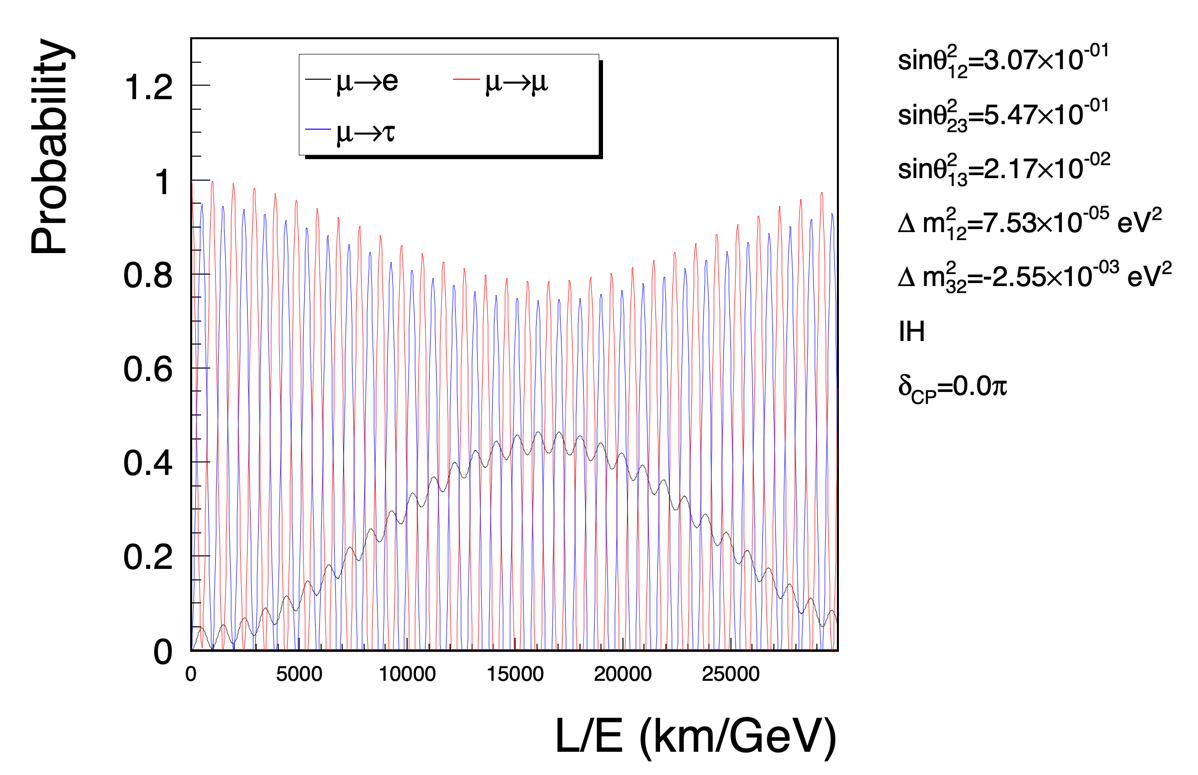 Probability
1.2
1
0.8
0.6
0.4
0.2
0
0 5000 10000 15000 20000 25000
L/E (km/GeV)
μ→e μ→μ
μ→τ
sinθ²₁₂=3.07×10⁻⁰¹
sinθ²₂₃=5.47×10⁻⁰¹
sinθ²₁₃=2.17×10⁻⁰²
Δ m²₁₂=7.53×10⁻⁰⁵ eV²
Δ m²₃₂=-2.55×10⁻⁰³ eV²
IH
δCP=0.0π